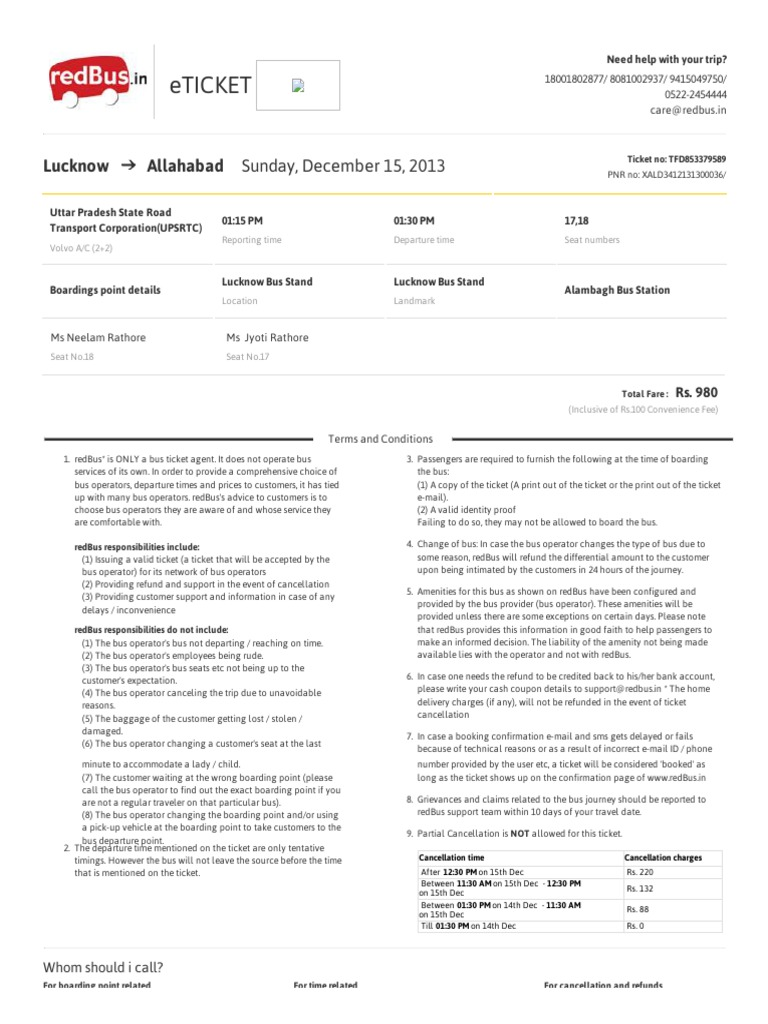 redBus.in
eTICKET
Need help with your trip?
18001802877/ 8081002937/ 9415049750/
0522-2454444
care@redbus.in
Lucknow → Allahabad Sunday, December 15, 2013
Ticket no: TFD853379589
PNR no: XALD3412131300036/
Uttar Pradesh State Road
Transport Corporation(UPSRTC)
Volvo A/C (2+2)
01:15 PM
Reporting time
01:30 PM
Departure time
17,18
Seat numbers
Boardings point details
Lucknow Bus Stand
Location
Lucknow Bus Stand
Landmark
Alambagh Bus Station
Ms Neelam Rathore
Seat No.18
Ms Jyoti Rathore
Seat No.17
Total Fare : Rs. 980
(Inclusive of Rs.100 Convenience Fee)
Terms and Conditions
1. redBus* is ONLY a bus ticket agent. It does not operate bus
services of its own. In order to provide a comprehensive choice of
bus operators, departure times and prices to customers, it has tied
up with many bus operators. redBus's advice to customers is to
choose bus operators they are aware of and whose service they
are comfortable with.
redBus responsibilities include:
(1) Issuing a valid ticket (a ticket that will be accepted by the
bus operator) for its network of bus operators
(2) Providing refund and support in the event of cancellation
(3) Providing customer support and information in case of any
delays / inconvenience
redBus responsibilities do not include:
(1) The bus operator's bus not departing / reaching on time.
(2) The bus operator's employees being rude.
(3) The bus operator's bus seats etc not being up to the
customer's expectation.
(4) The bus operator canceling the trip due to unavoidable
reasons.
(5) The baggage of the customer getting lost / stolen /
damaged.
(6) The bus operator changing a customer's seat at the last
minute to accommodate a lady / child.
(7) The customer waiting at the wrong boarding point (please
call the bus operator to find out the exact boarding point if you
are not a regular traveler on that particular bus).
(8) The bus operator changing the boarding point and/or using
a pick-up vehicle at the boarding point to take customers to the
bus departure point.
2. The departure time mentioned on the ticket are only tentative
timings. However the bus will not leave the source before the time
that is mentioned on the ticket.
3. Passengers are required to furnish the following at the time of boarding
the bus:
(1) A copy of the ticket (A print out of the ticket or the print out of the ticket
e-mail).
(2) A valid identity proof
Failing to do so, they may not be allowed to board the bus.
4. Change of bus: In case the bus operator changes the type of bus due to
some reason, redBus will refund the differential amount to the customer
upon being intimated by the customers in 24 hours of the journey.
5. Amenities for this bus as shown on redBus have been configured and
provided by the bus provider (bus operator). These amenities will be
provided unless there are some exceptions on certain days. Please note
that redBus provides this information in good faith to help passengers to
make an informed decision. The liability of the amenity not being made
available lies with the operator and not with redBus.
6. In case one needs the refund to be credited back to his/her bank account,
please write your cash coupon details to support@redbus.in * The home
delivery charges (if any), will not be refunded in the event of ticket
cancellation
7. In case a booking confirmation e-mail and sms gets delayed or fails
because of technical reasons or as a result of incorrect e-mail ID / phone
number provided by the user etc, a ticket will be considered 'booked' as
long as the ticket shows up on the confirmation page of www.redBus.in
8. Grievances and claims related to the bus journey should be reported to
redBus support team within 10 days of your travel date.
9. Partial Cancellation is NOT allowed for this ticket.
Cancellation time Cancellation charges
After 12:30 PM on 15th Dec Rs. 220
Between 11:30 AM on 15th Dec - 12:30 PM
on 15th Dec Rs. 132
Between 01:30 PM on 14th Dec - 11:30 AM
on 15th Dec Rs. 88
Till 01:30 PM on 14th Dec Rs. 0
Whom should i call?
For boarding point related For time related For cancellation and refunds